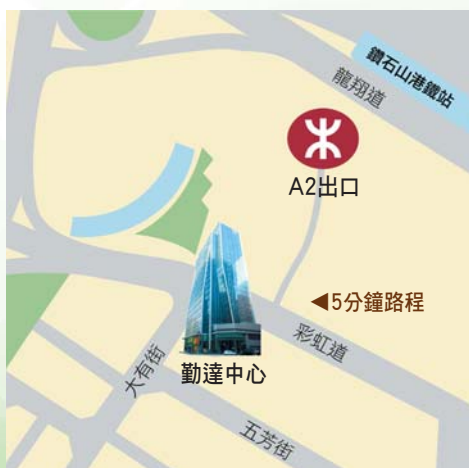 鑽石山港鐵站
龍翔道
A2出口
◀5分鐘路程
彩虹道
大有街
勤達中心
五芳街